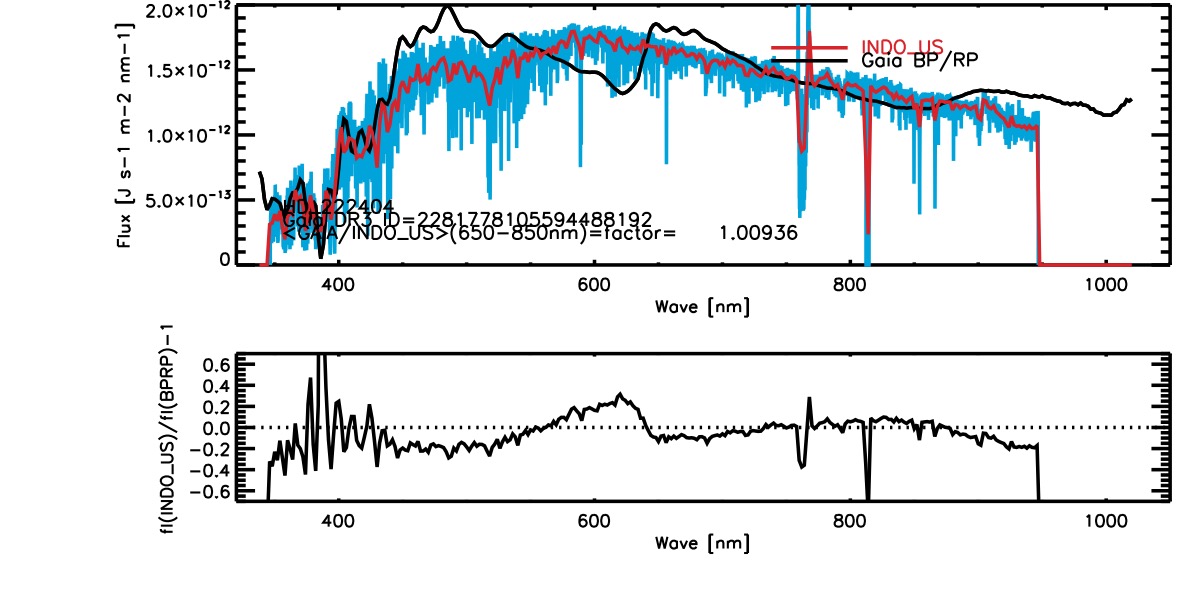 2.0×10−12
1.5×10−12
1.0×10−12
5.0×10−13
0
Flux [J s−1 m−2 nm−1]
INDO_US
Gaia BP/RP
HD 222404
Gaia DR3 ID=2281778105594488192
<GAIA/INDO_US>(650−850nm)=factor= 1.00936
400 600 800 1000
Wave [nm]
0.6
0.4
0.2
0.0
−0.2
−0.4
−0.6
fl(INDO_US)/fl(BPRP)−1
400 600 800 1000
Wave [nm]